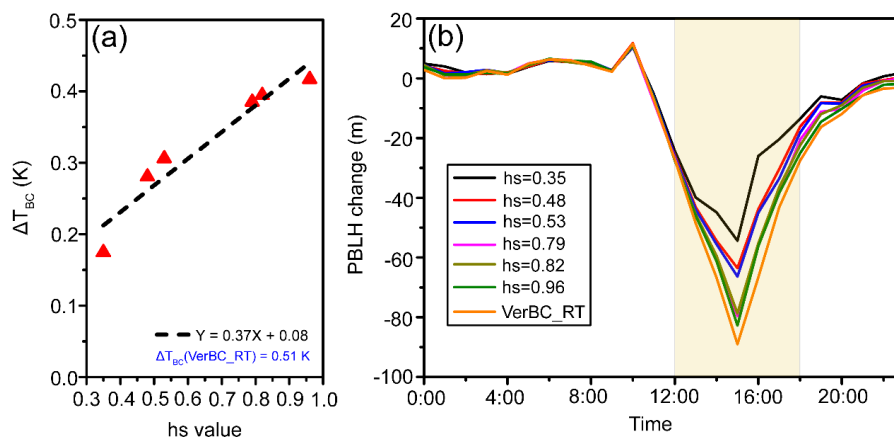 (a)
ΔT_BC (K)
0.5
0.4
0.3
0.2
0.1
0.0
Y = 0.37X + 0.08
ΔT_BC(VerBC_RT) = 0.51 K
0.3 0.4 0.5 0.6 0.7 0.8 0.9 1.0
hs value
(b)
PBLH change (m)
20
0
-20
-40
-60
-80
-100
hs=0.35
hs=0.48
hs=0.53
hs=0.79
hs=0.82
hs=0.96
VerBC_RT
0:00 4:00 8:00 12:00 16:00 20:00
Time